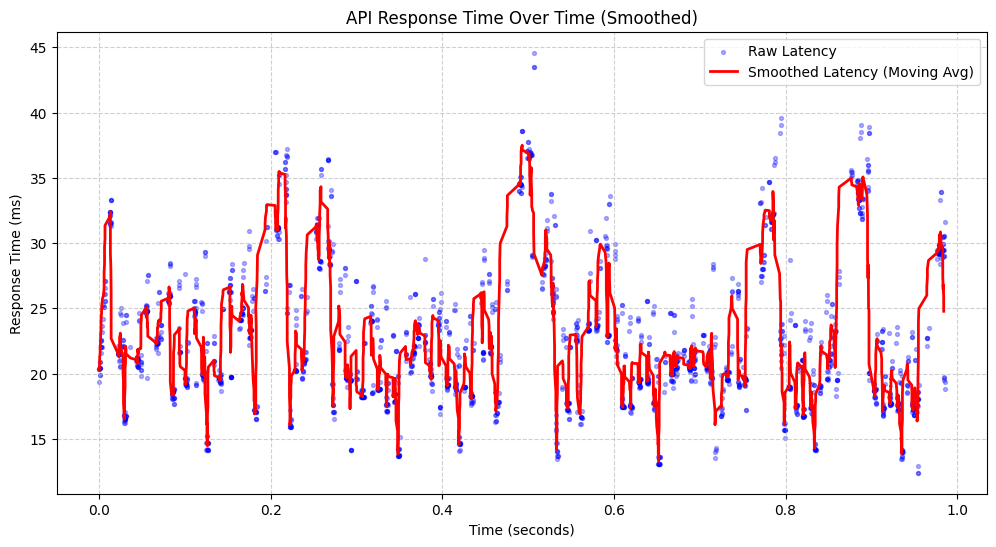 API Response Time Over Time (Smoothed)
Raw Latency
Smoothed Latency (Moving Avg)
Response Time (ms)
45
40
35
30
25
20
15
0.0 0.2 0.4 0.6 0.8 1.0
Time (seconds)